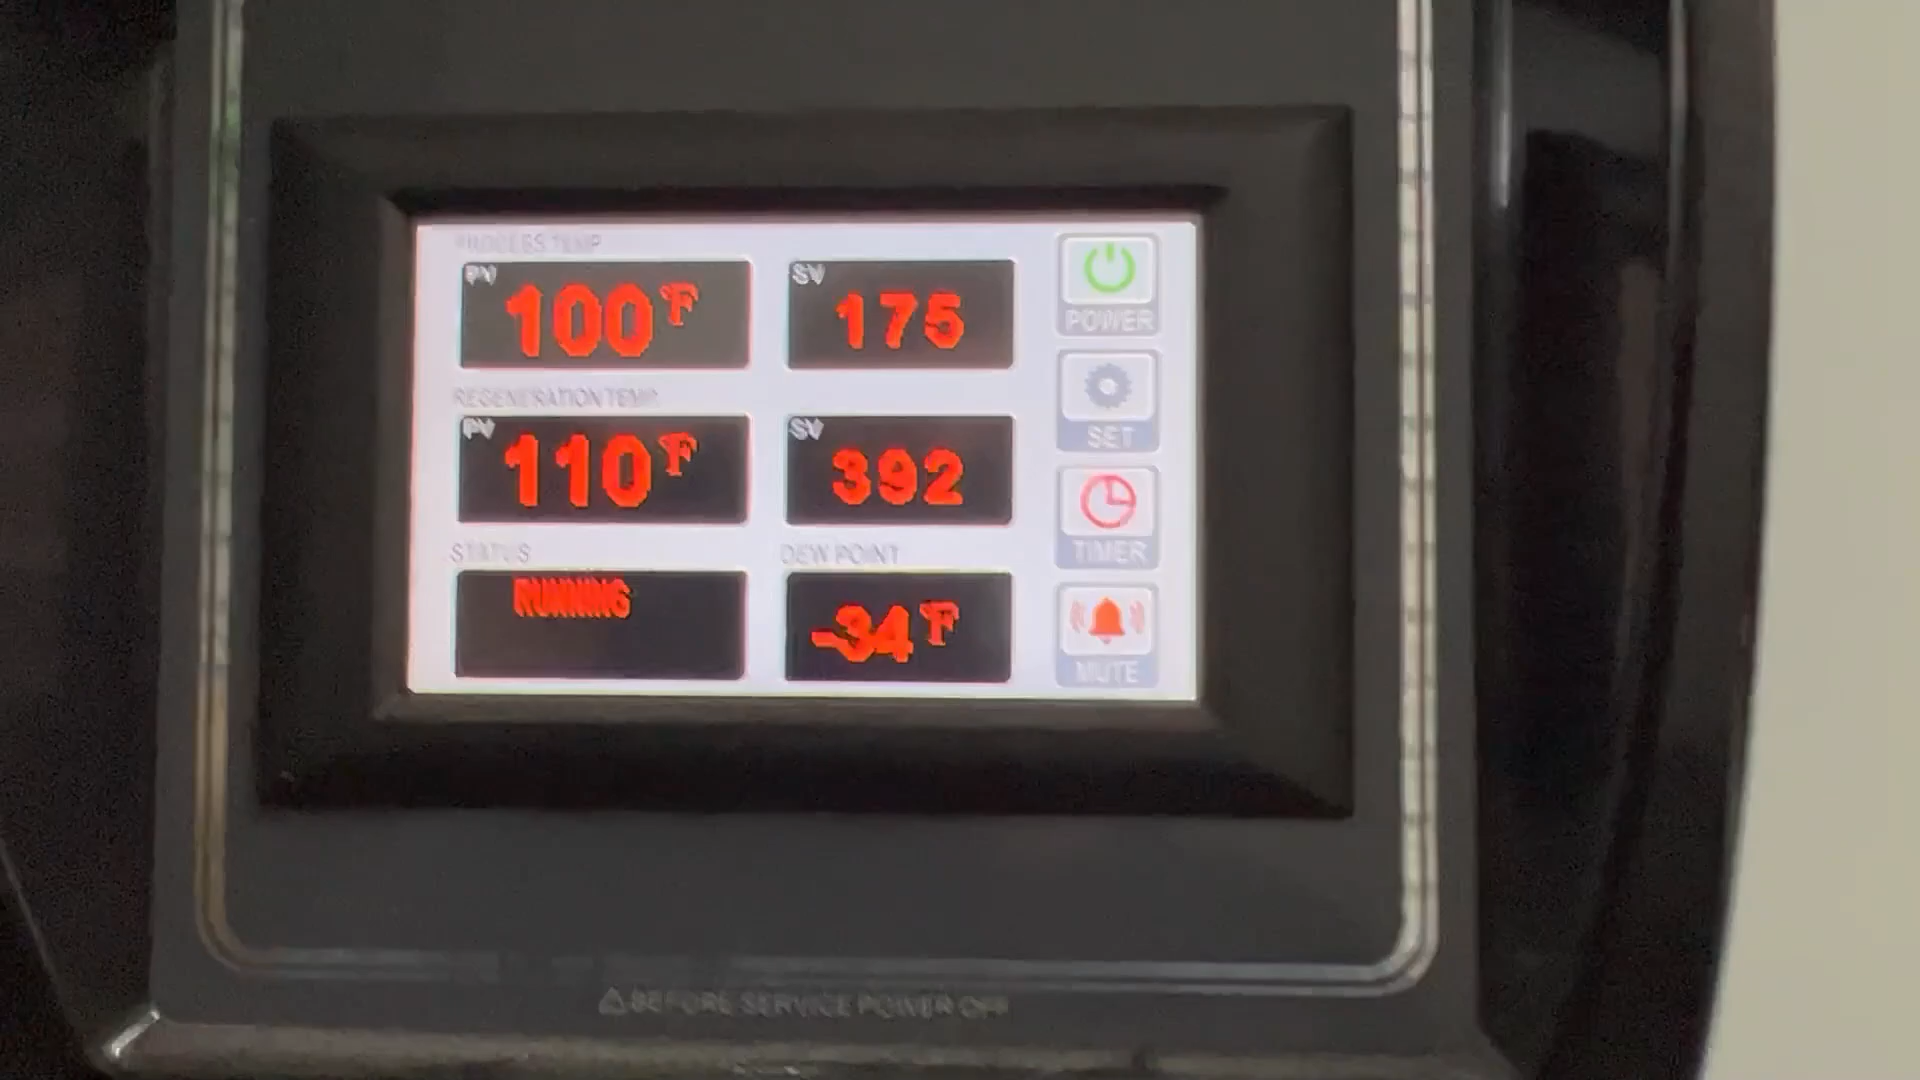 PROCESS TEMP
PV 100°F SV 175
POWER
REGENERATION TEMP.
PV 110°F SV 392
SET
STATUS DEW POINT
TIMER
RUNNING -34°F
MUTE
⚠BEFORE SERVICE POWER OFF